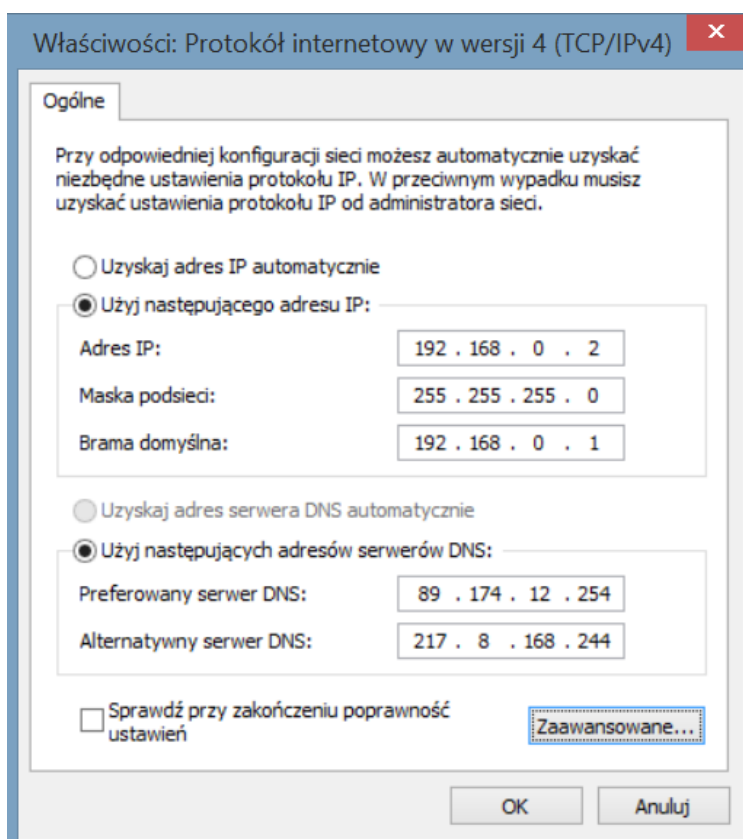 Właściwości: Protokół internetowy w wersji 4 (TCP/IPv4)
Ogólne
Przy odpowiedniej konfiguracji sieci możesz automatycznie uzyskać
niezbędne ustawienia protokołu IP. W przeciwnym wypadku musisz
uzyskać ustawienia protokołu IP od administratora sieci.
Uzyskaj adres IP automatycznie
Użyj następującego adresu IP:
Adres IP: 192 . 168 . 0 . 2
Maska podsieci: 255 . 255 . 255 . 0
Brama domyślna: 192 . 168 . 0 . 1
Uzyskaj adres serwera DNS automatycznie
Użyj następujących adresów serwerów DNS:
Preferowany serwer DNS: 89 . 174 . 12 . 254
Alternatywny serwer DNS: 217 . 8 . 168 . 244
Sprawdź przy zakończeniu poprawność
ustawień
Zaawansowane...
OK Anuluj